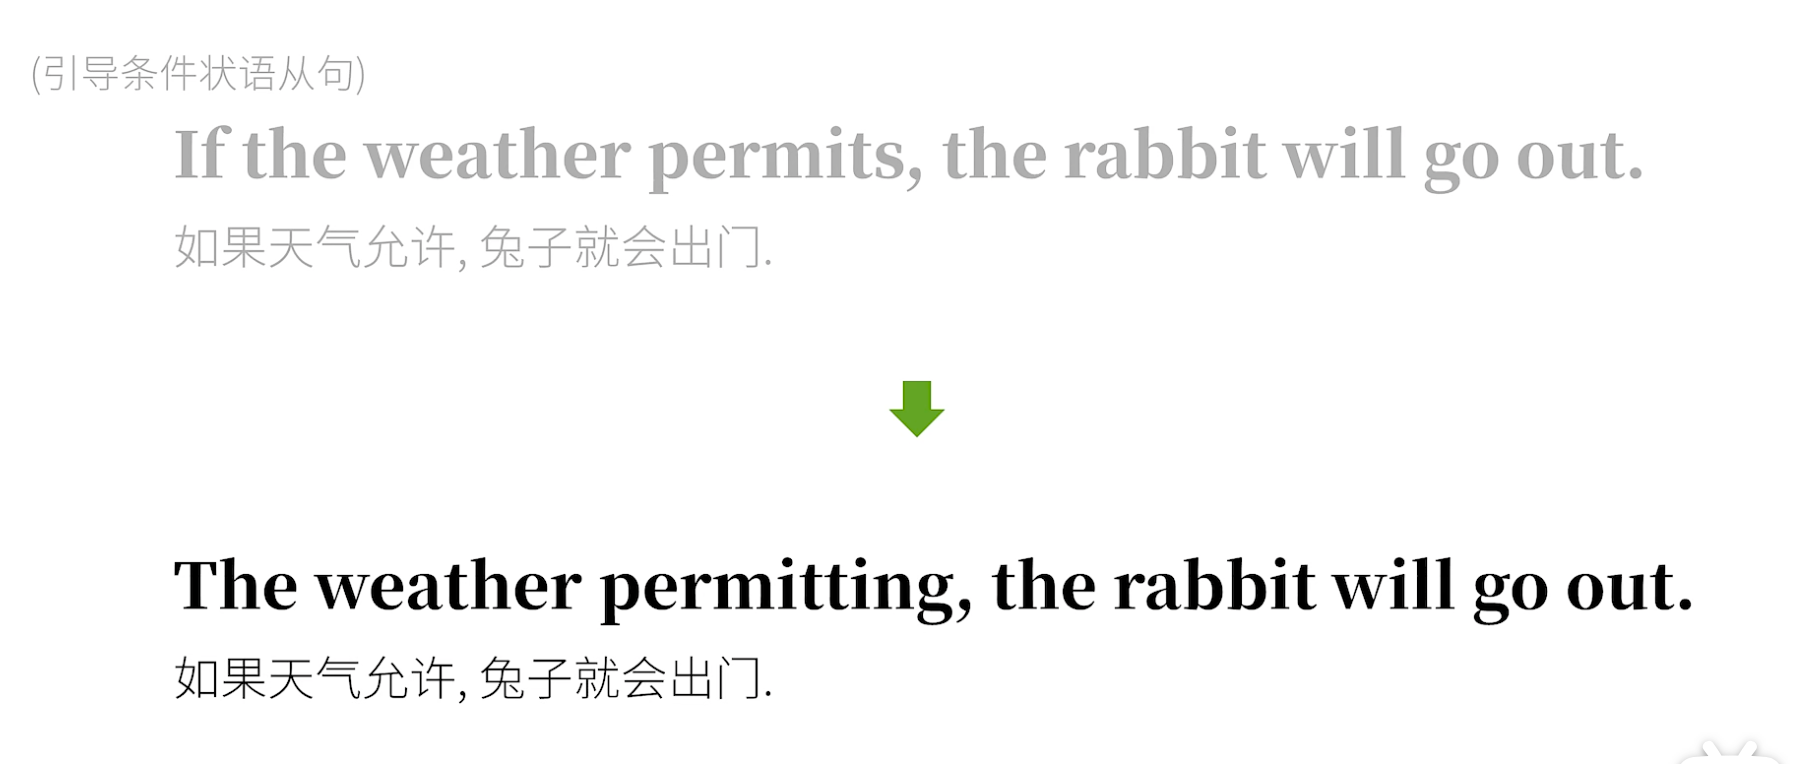 (引导条件状语从句)
If the weather permits, the rabbit will go out.
如果天气允许, 兔子就会出门.
The weather permitting, the rabbit will go out.
如果天气允许, 兔子就会出门.